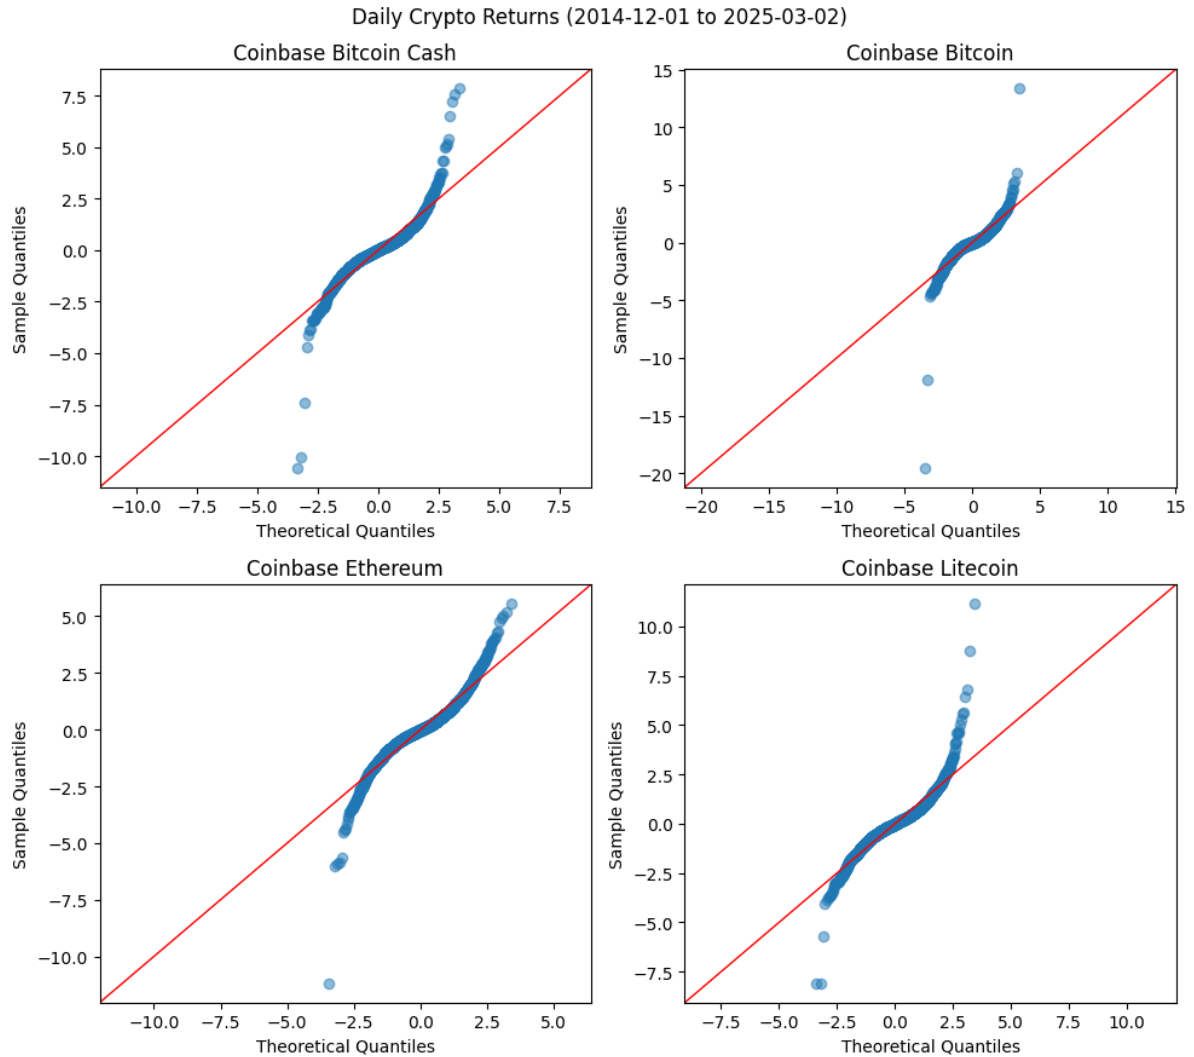 Daily Crypto Returns (2014-12-01 to 2025-03-02)
Coinbase Bitcoin Cash
7.5
5.0
2.5
0.0
−2.5
−5.0
−7.5
−10.0
Sample Quantiles
−10.0 −7.5 −5.0 −2.5 0.0 2.5 5.0 7.5
Theoretical Quantiles
Coinbase Bitcoin
15
10
5
0
−5
−10
−15
−20
Sample Quantiles
−20 −15 −10 −5 0 5 10 15
Theoretical Quantiles
Coinbase Ethereum
5.0
2.5
0.0
−2.5
−5.0
−7.5
−10.0
Sample Quantiles
−10.0 −7.5 −5.0 −2.5 0.0 2.5 5.0
Theoretical Quantiles
Coinbase Litecoin
10.0
7.5
5.0
2.5
0.0
−2.5
−5.0
−7.5
Sample Quantiles
−7.5 −5.0 −2.5 0.0 2.5 5.0 7.5 10.0
Theoretical Quantiles